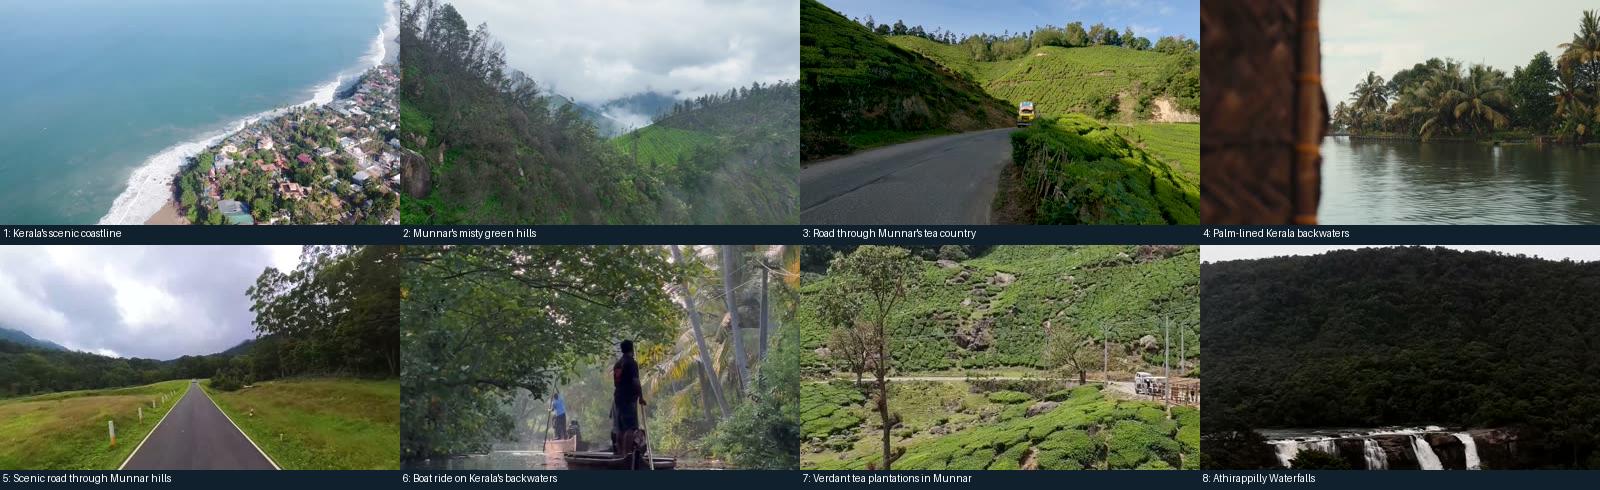 1: Kerala's scenic coastline
2: Munnar's misty green hills
3: Road through Munnar's tea country
4: Palm-lined Kerala backwaters
5: Scenic road through Munnar hills
6: Boat ride on Kerala's backwaters
7: Verdant tea plantations in Munnar
8: Athirappilly Waterfalls